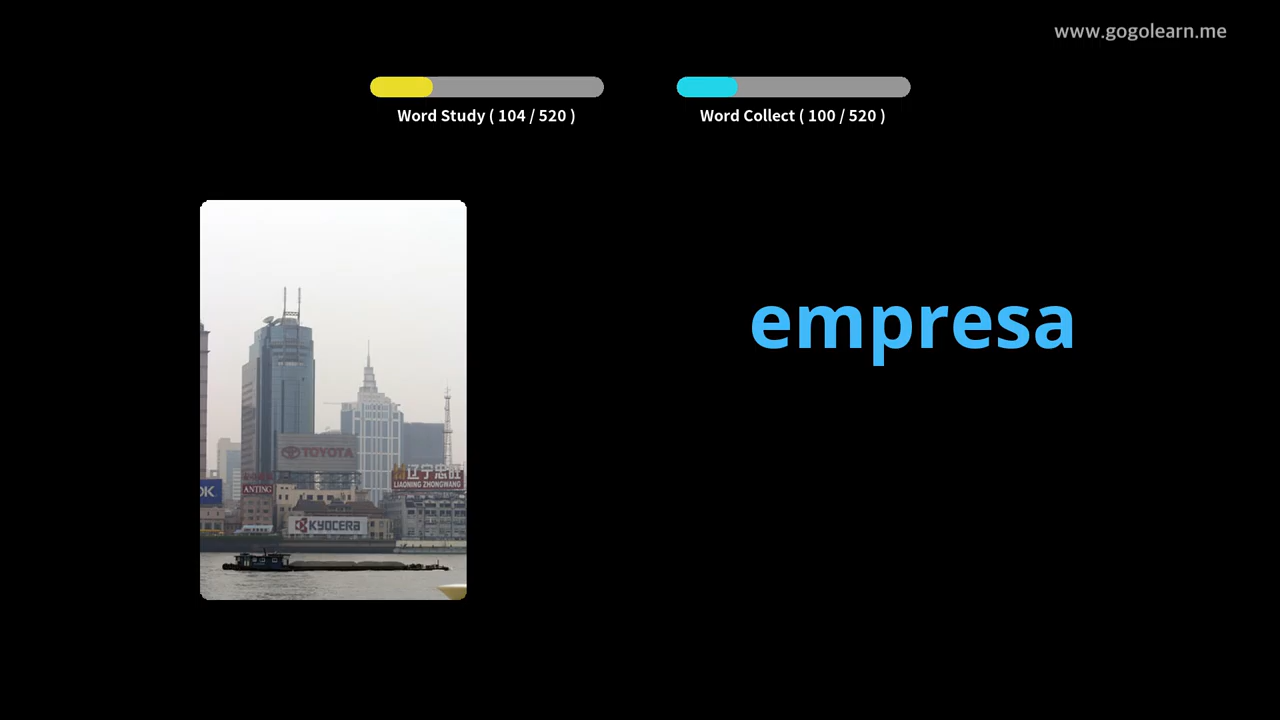 www.gogolearn.me
Word Study ( 104 / 520 )
Word Collect ( 100 / 520 )
empresa
TOYOTA
辽宁忠旺
LIAONING ZHONGWANG
OK
ANTING
KYOCERA